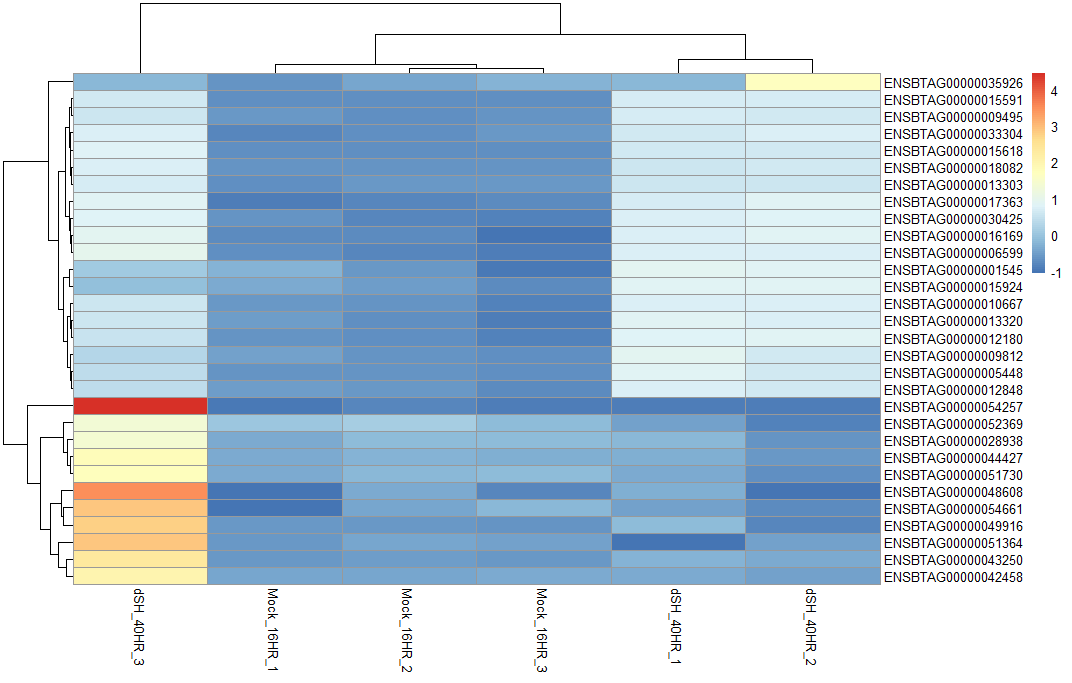 ENSBTAG00000035926
ENSBTAG00000015591
ENSBTAG00000009495
ENSBTAG00000033304
ENSBTAG00000015618
ENSBTAG00000018082
ENSBTAG00000013303
ENSBTAG00000017363
ENSBTAG00000030425
ENSBTAG00000016169
ENSBTAG00000006599
ENSBTAG00000001545
ENSBTAG00000015924
ENSBTAG00000010667
ENSBTAG00000013320
ENSBTAG00000012180
ENSBTAG00000009812
ENSBTAG00000005448
ENSBTAG00000012848
ENSBTAG00000054257
ENSBTAG00000052369
ENSBTAG00000028938
ENSBTAG00000044427
ENSBTAG00000051730
ENSBTAG00000048608
ENSBTAG00000054661
ENSBTAG00000049916
ENSBTAG00000051364
ENSBTAG00000043250
ENSBTAG00000042458
4
3
2
1
0
-1
dSH_40HR_3
Mock_16HR_1
Mock_16HR_2
Mock_16HR_3
dSH_40HR_1
dSH_40HR_2